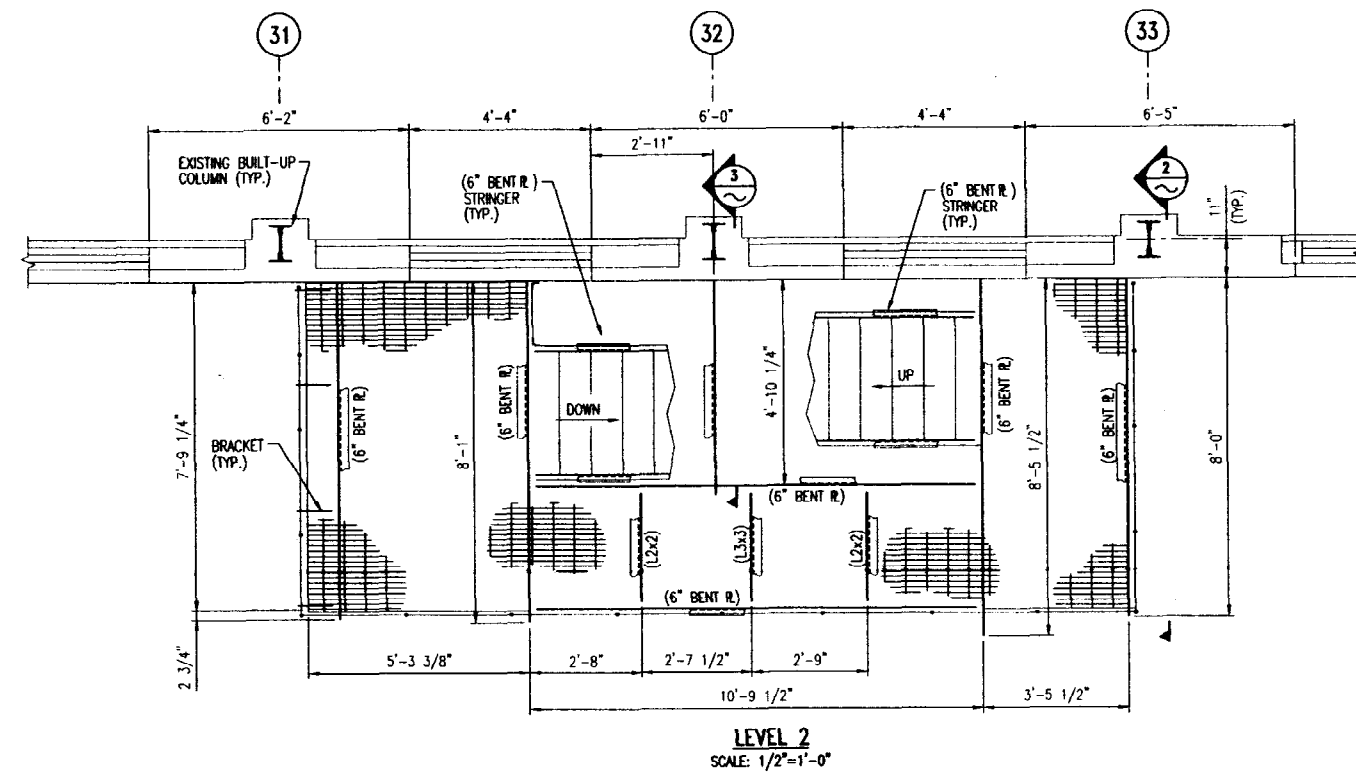 31
32
33
6'-2"
4'-4"
6'-0"
4'-4"
6'-5"
2'-11"
EXISTING BUILT-UP
COLUMN (TYP.)
(6" BENT PL)
STRINGER
(TYP.)
3
(6" BENT PL)
STRINGER
(TYP.)
2
11"
(TYP.)
7'-9 1/4"
BRACKET
(TYP.)
(6" BENT PL)
8'-1"
(6" BENT PL)
DOWN
4'-10 1/4"
UP
(6" BENT PL)
8'-5 1/2"
(6" BENT PL)
8'-0"
(6" BENT PL)
(L2x2)
(L3x3)
(L2x2)
(6" BENT PL)
2 3/4"
5'-3 3/8"
2'-8"
2'-7 1/2"
2'-9"
10'-9 1/2"
3'-5 1/2"
LEVEL 2
SCALE: 1/2"=1'-0"